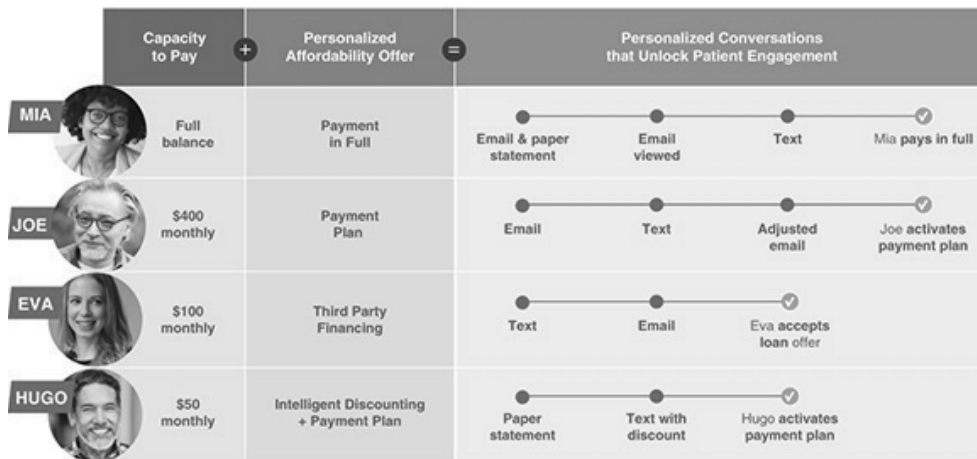 Capacity
to Pay
+
Personalized
Affordability Offer
=
Personalized Conversations
that Unlock Patient Engagement
MIA
Full
balance
Payment
in Full
Email & paper
statement
Email
viewed
Text
Mia pays in full
JOE
$400
monthly
Payment
Plan
Email
Text
Adjusted
email
Joe activates
payment plan
EVA
$100
monthly
Third Party
Financing
Text
Email
Eva accepts
loan offer
HUGO
$50
monthly
Intelligent Discounting
+ Payment Plan
Paper
statement
Text with
discount
Hugo activates
payment plan